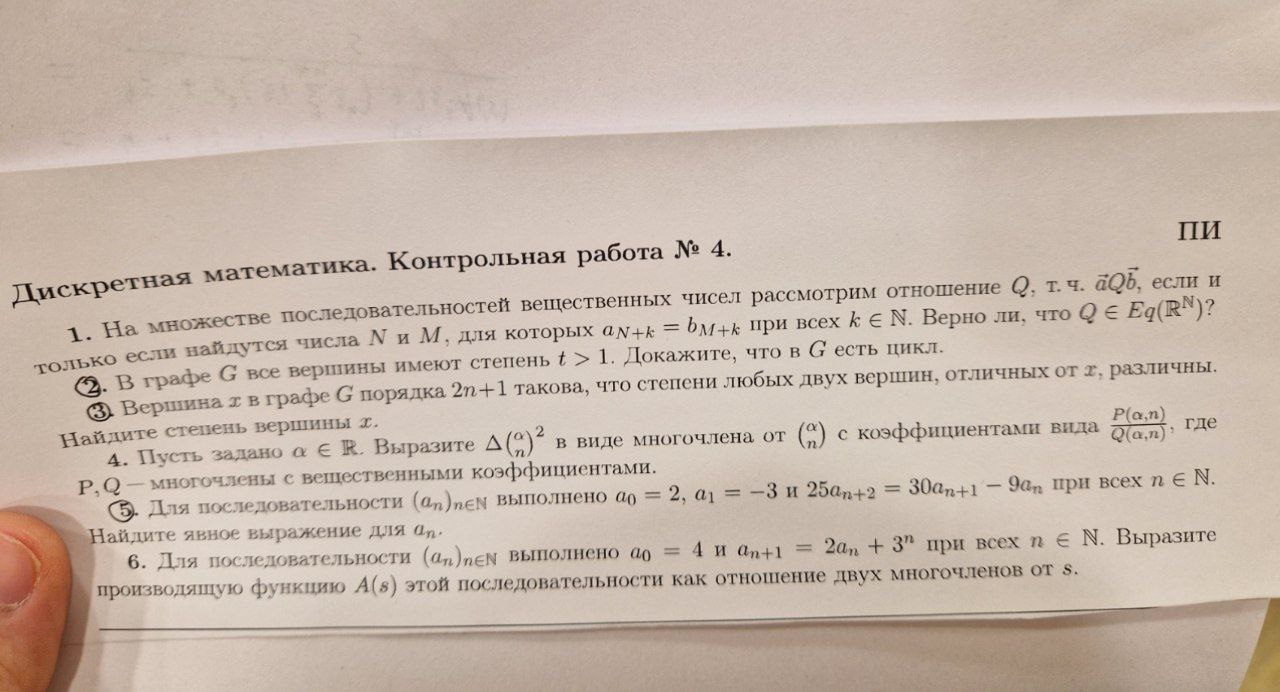 Дискретная математика. Контрольная работа № 4.
ПИ
1. На множестве последовательностей вещественных чисел рассмотрим отношение Q, т. ч. $\vec{a}Q\vec{b}$, если и
только если найдутся числа N и M, для которых $a_{N+k} = b_{M+k}$ при всех $k \in \mathbb{N}$. Верно ли, что $Q \in Eq(\mathbb{R}^{\mathbb{N}})$?
2. В графе G все вершины имеют степень $t > 1$. Докажите, что в G есть цикл.
3. Вершина x в графе G порядка 2n+1 такова, что степени любых двух вершин, отличных от x, различны.
Найдите степень вершины x.
4. Пусть задано $\alpha \in \mathbb{R}$. Выразите $\Delta\binom{\alpha}{n}^2$ в виде многочлена от $\binom{\alpha}{n}$ с коэффициентами вида $\frac{P(\alpha,n)}{Q(\alpha,n)}$, где
P, Q — многочлены с вещественными коэффициентами.
5. Для последовательности $(a_n)_{n\in\mathbb{N}}$ выполнено $a_0 = 2$, $a_1 = -3$ и $25a_{n+2} = 30a_{n+1} - 9a_n$ при всех $n \in \mathbb{N}$.
Найдите явное выражение для $a_n$.
6. Для последовательности $(a_n)_{n\in\mathbb{N}}$ выполнено $a_0 = 4$ и $a_{n+1} = 2a_n + 3^n$ при всех $n \in \mathbb{N}$. Выразите
производящую функцию A(s) этой последовательности как отношение двух многочленов от s.